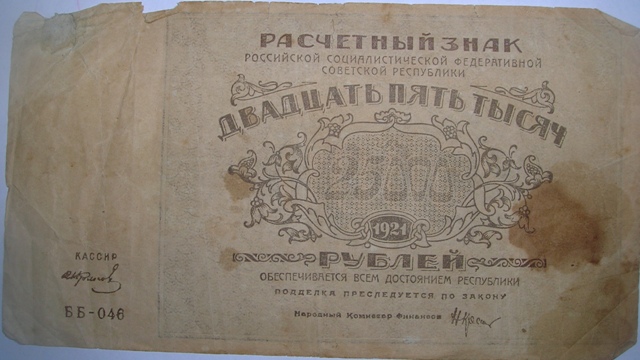 РАСЧЕТНЫЙ ЗНАК
РОССИЙСКОЙ СОЦИАЛИСТИЧЕСКОЙ ФЕДЕРАТИВНОЙ
СОВЕТСКОЙ РЕСПУБЛИКИ
ДВАДЦАТЬ ПЯТЬ ТЫСЯЧ
25000
1921
РУБЛЕЙ
ОБЕСПЕЧИВАЕТСЯ ВСЕМ ДОСТОЯНИЕМ РЕСПУБЛИКИ
ПОДДЕЛКА ПРЕСЛЕДУЕТСЯ ПО ЗАКОНУ
Народный Комиссар Финансов
КАССИР
ББ-046